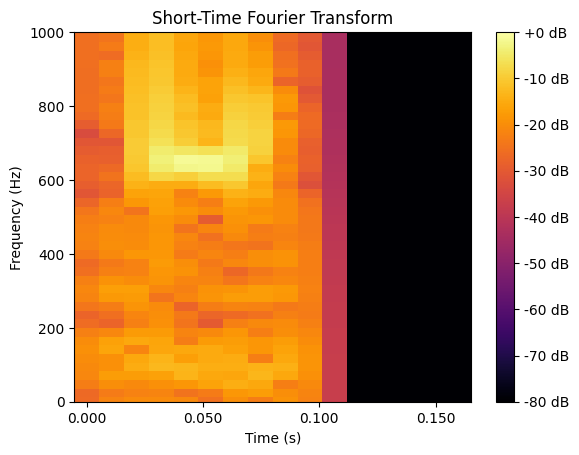 Short-Time Fourier Transform
1000
800
600
400
200
0
Frequency (Hz)
0.000
0.050
0.100
0.150
Time (s)
+0 dB
-10 dB
-20 dB
-30 dB
-40 dB
-50 dB
-60 dB
-70 dB
-80 dB